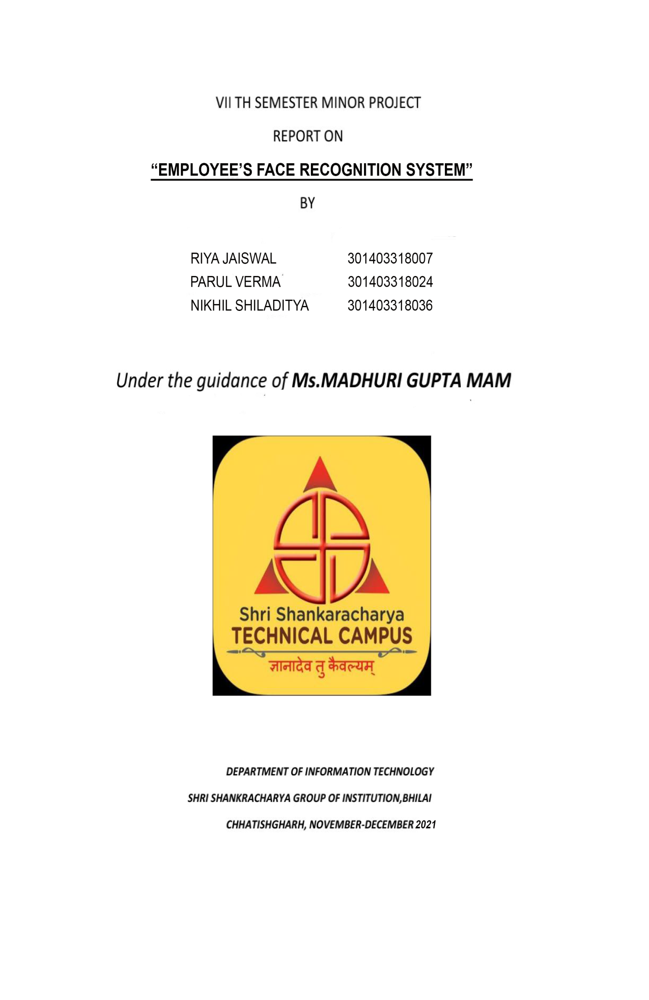 VII TH SEMESTER MINOR PROJECT
REPORT ON
“EMPLOYEE’S FACE RECOGNITION SYSTEM”
BY
RIYA JAISWAL 301403318007
PARUL VERMA 301403318024
NIKHIL SHILADITYA 301403318036
Under the guidance of Ms.MADHURI GUPTA MAM
Shri Shankaracharya
TECHNICAL CAMPUS
ज्ञानादेव तु कैवल्यम्
DEPARTMENT OF INFORMATION TECHNOLOGY
SHRI SHANKRACHARYA GROUP OF INSTITUTION,BHILAI
CHHATISHGHARH, NOVEMBER-DECEMBER 2021